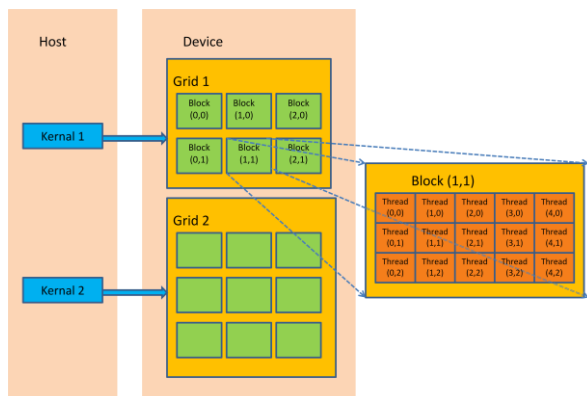 Host
Device
Grid 1
Block
(0,0)
Block
(1,0)
Block
(2,0)
Kernal 1
Block
(0,1)
Block
(1,1)
Block
(2,1)
Block (1,1)
Thread
(0,0)
Thread
(1,0)
Thread
(2,0)
Thread
(3,0)
Thread
(4,0)
Thread
(0,1)
Thread
(1,1)
Thread
(2,1)
Thread
(3,1)
Thread
(4,1)
Thread
(0,2)
Thread
(1,2)
Thread
(2,2)
Thread
(3,2)
Thread
(4,2)
Grid 2
Kernal 2